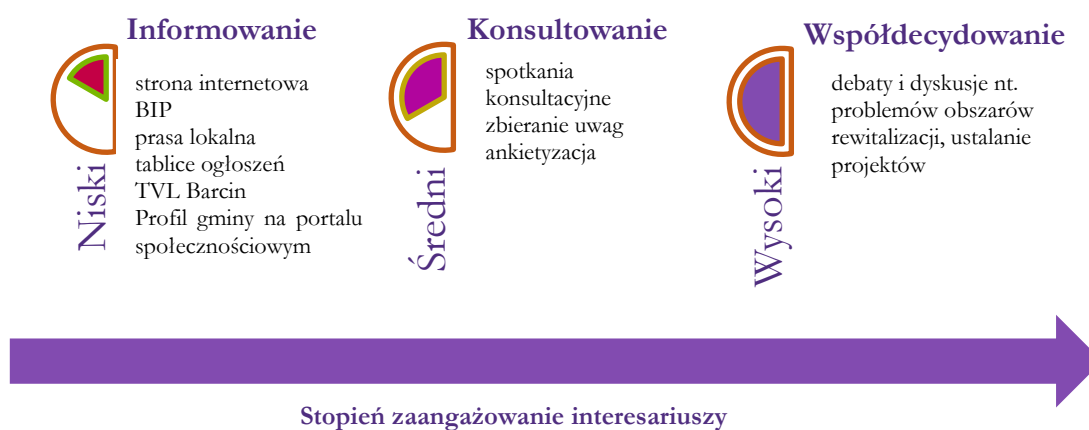 Informowanie
strona internetowa
BIP
prasa lokalna
tablice ogłoszeń
TVL Barcin
Profil gminy na portalu
społecznościowym
Niski
Konsultowanie
spotkania
konsultacyjne
zbieranie uwag
ankietyzacja
Średni
Współdecydowanie
debaty i dyskusje nt.
problemów obszarów
rewitalizacji, ustalanie
projektów
Wysoki
Stopień zaangażowanie interesariuszy